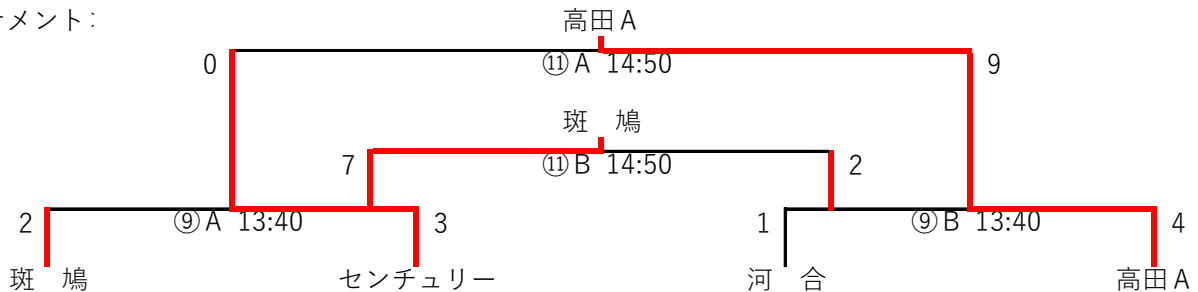 ナメント:
高田A
0 ⑪A 14:50 9
斑 鳩
7 ⑪B 14:50 2
2 ⑨A 13:40 3 1 ⑨B 13:40 4
斑 鳩 センチュリー 河 合 高田A